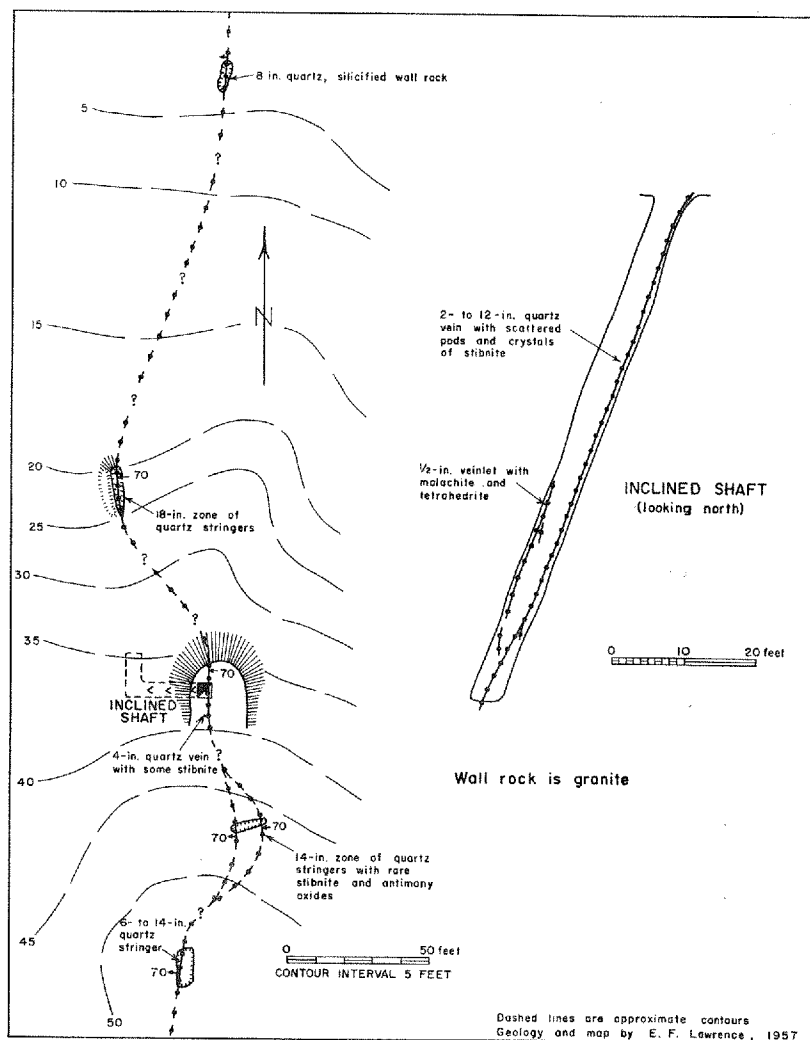 8 in. quartz, silicified wall rock
5
?
10
?
N
15
2- to 12-in. quartz
vein with scattered
pods and crystals
of stibnite
?
20
70
½-in. veinlet with
malachite and
tetrahedrite
INCLINED SHAFT
(looking north)
18-in. zone of
quartz stringers
25
?
30
?
35
70
0 10 20 feet
INCLINED
SHAFT
4-in. quartz vein
with some stibnite
?
40
Wall rock is granite
70
70
14-in. zone of quartz
stringers with rare
stibnite and antimony
oxides
?
6- to 14-in.
quartz
stringer
45
70
0 50 feet
CONTOUR INTERVAL 5 FEET
50
Dashed lines are approximate contours
Geology and map by E. F. Lawrence, 1957